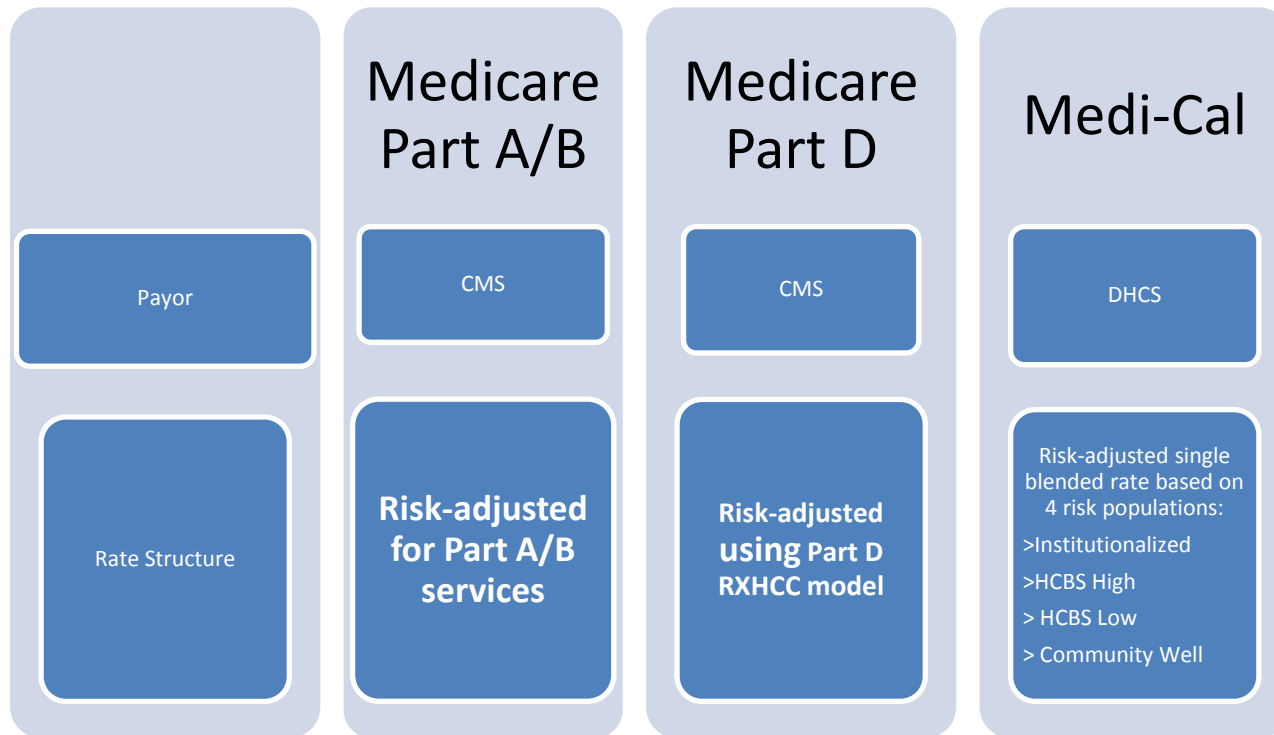 Medicare
Part A/B
Medicare
Part D
Medi-Cal
Payor
CMS
CMS
DHCS
Rate Structure
Risk-adjusted
for Part A/B
services
Risk-adjusted
using Part D
RXHCC model
Risk-adjusted single
blended rate based on
4 risk populations:
>Institutionalized
>HCBS High
> HCBS Low
> Community Well